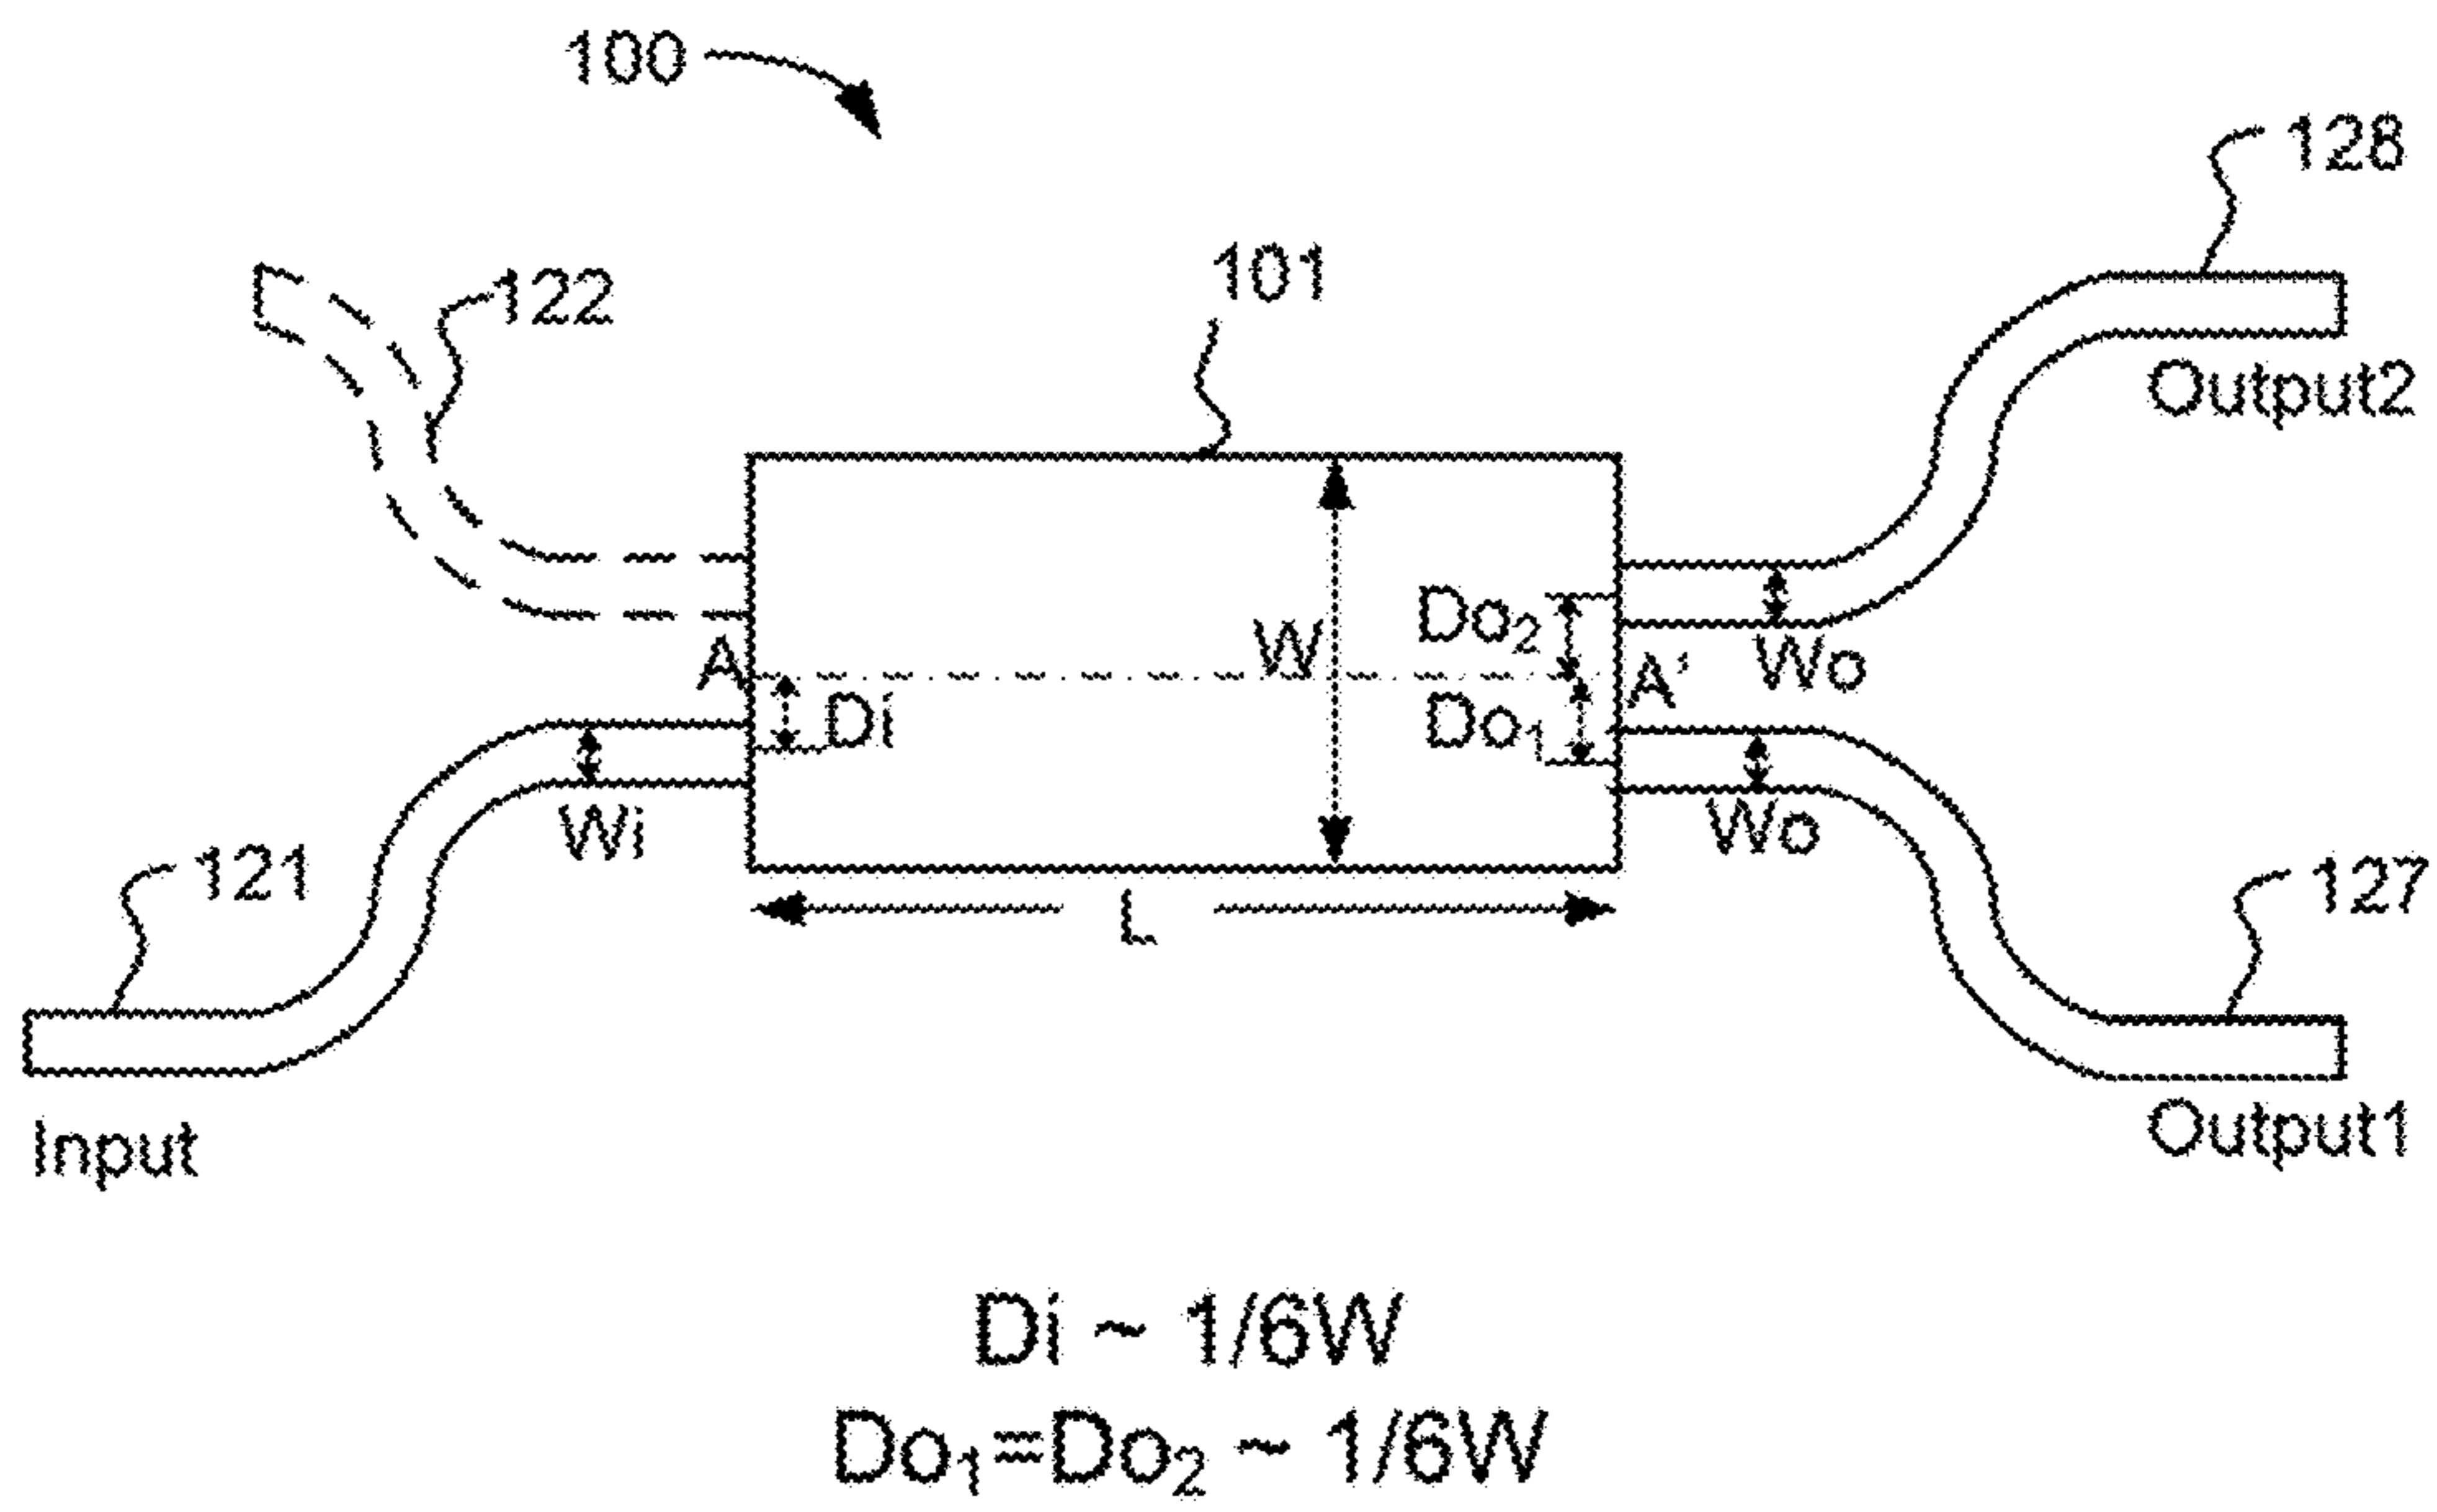 100
128
122
101
Output2
Do2
W
A
A'
Wo
Di
Do1
Wi
Wo
121
127
L
Input
Output1
Di ~ 1/6W
Do1=Do2 ~ 1/6W